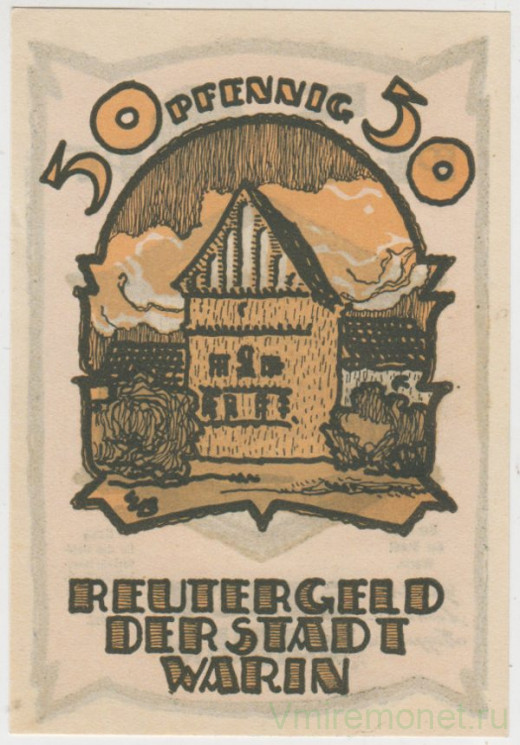 50 PFENNIG 50
REUTERGELD
DER STADT
WARIN
Vmiremonet.ru